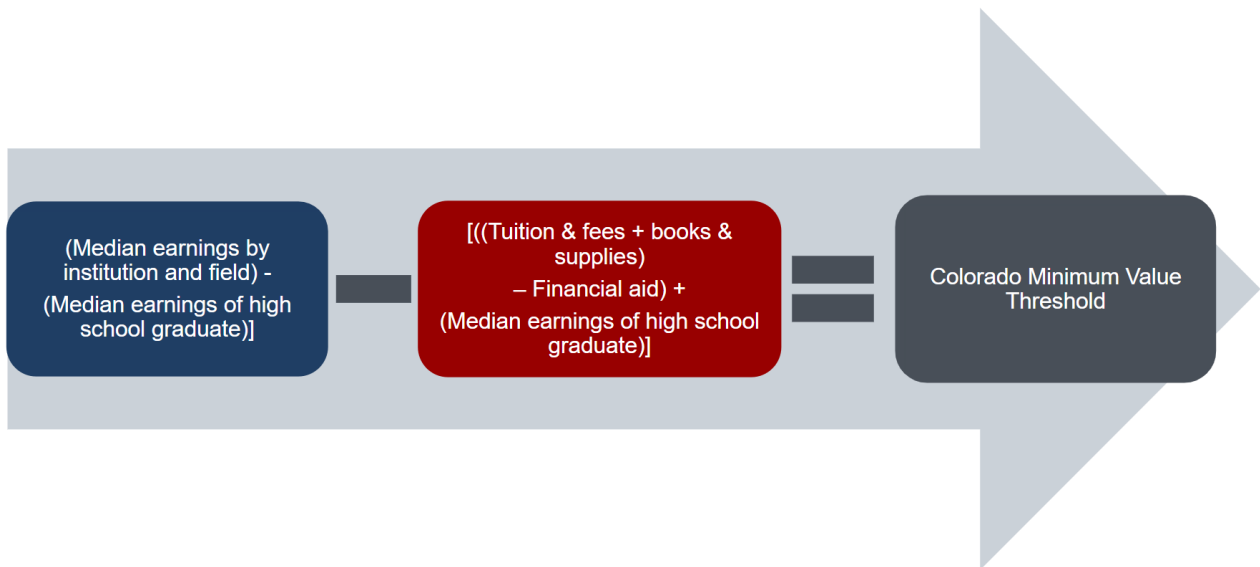 (Median earnings by
institution and field) -
(Median earnings of high
school graduate)]
[((Tuition & fees + books &
supplies)
– Financial aid) +
(Median earnings of high school
graduate)]
Colorado Minimum Value
Threshold